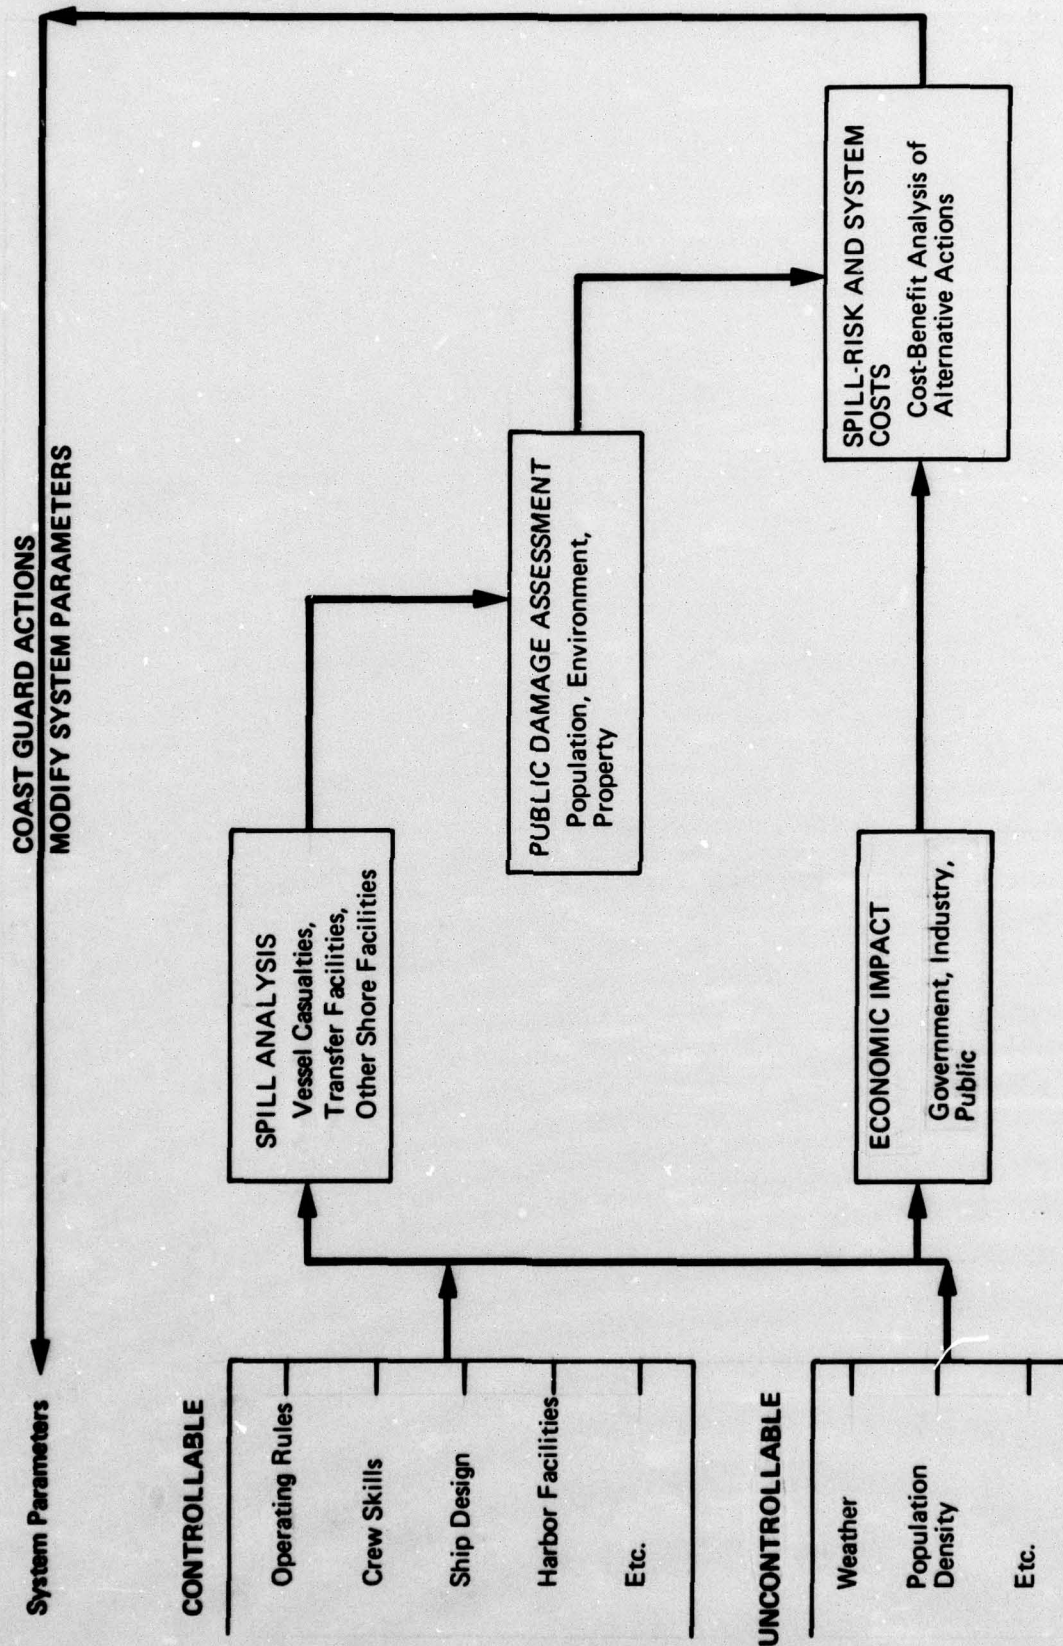 COAST GUARD ACTIONS
MODIFY SYSTEM PARAMETERS
System Parameters
CONTROLLABLE
Operating Rules
Crew Skills
Ship Design
Harbor Facilities
Etc.
UNCONTROLLABLE
Weather
Population
Density
Etc.
SPILL ANALYSIS
Vessel Casualties,
Transfer Facilities,
Other Shore Facilities
ECONOMIC IMPACT
Government, Industry,
Public
PUBLIC DAMAGE ASSESSMENT
Population, Environment,
Property
SPILL-RISK AND SYSTEM
COSTS
Cost-Benefit Analysis of
Alternative Actions